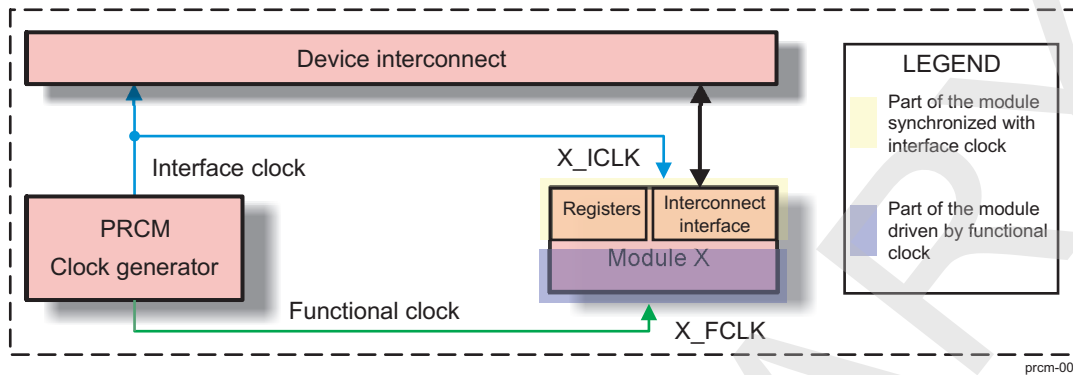 Device interconnect
LEGEND
Part of the module
synchronized with
interface clock
Part of the module
driven by functional
clock
Interface clock
X_ICLK
PRCM
Clock generator
Registers
Interconnect
interface
Module X
Functional clock
X_FCLK
prcm-00